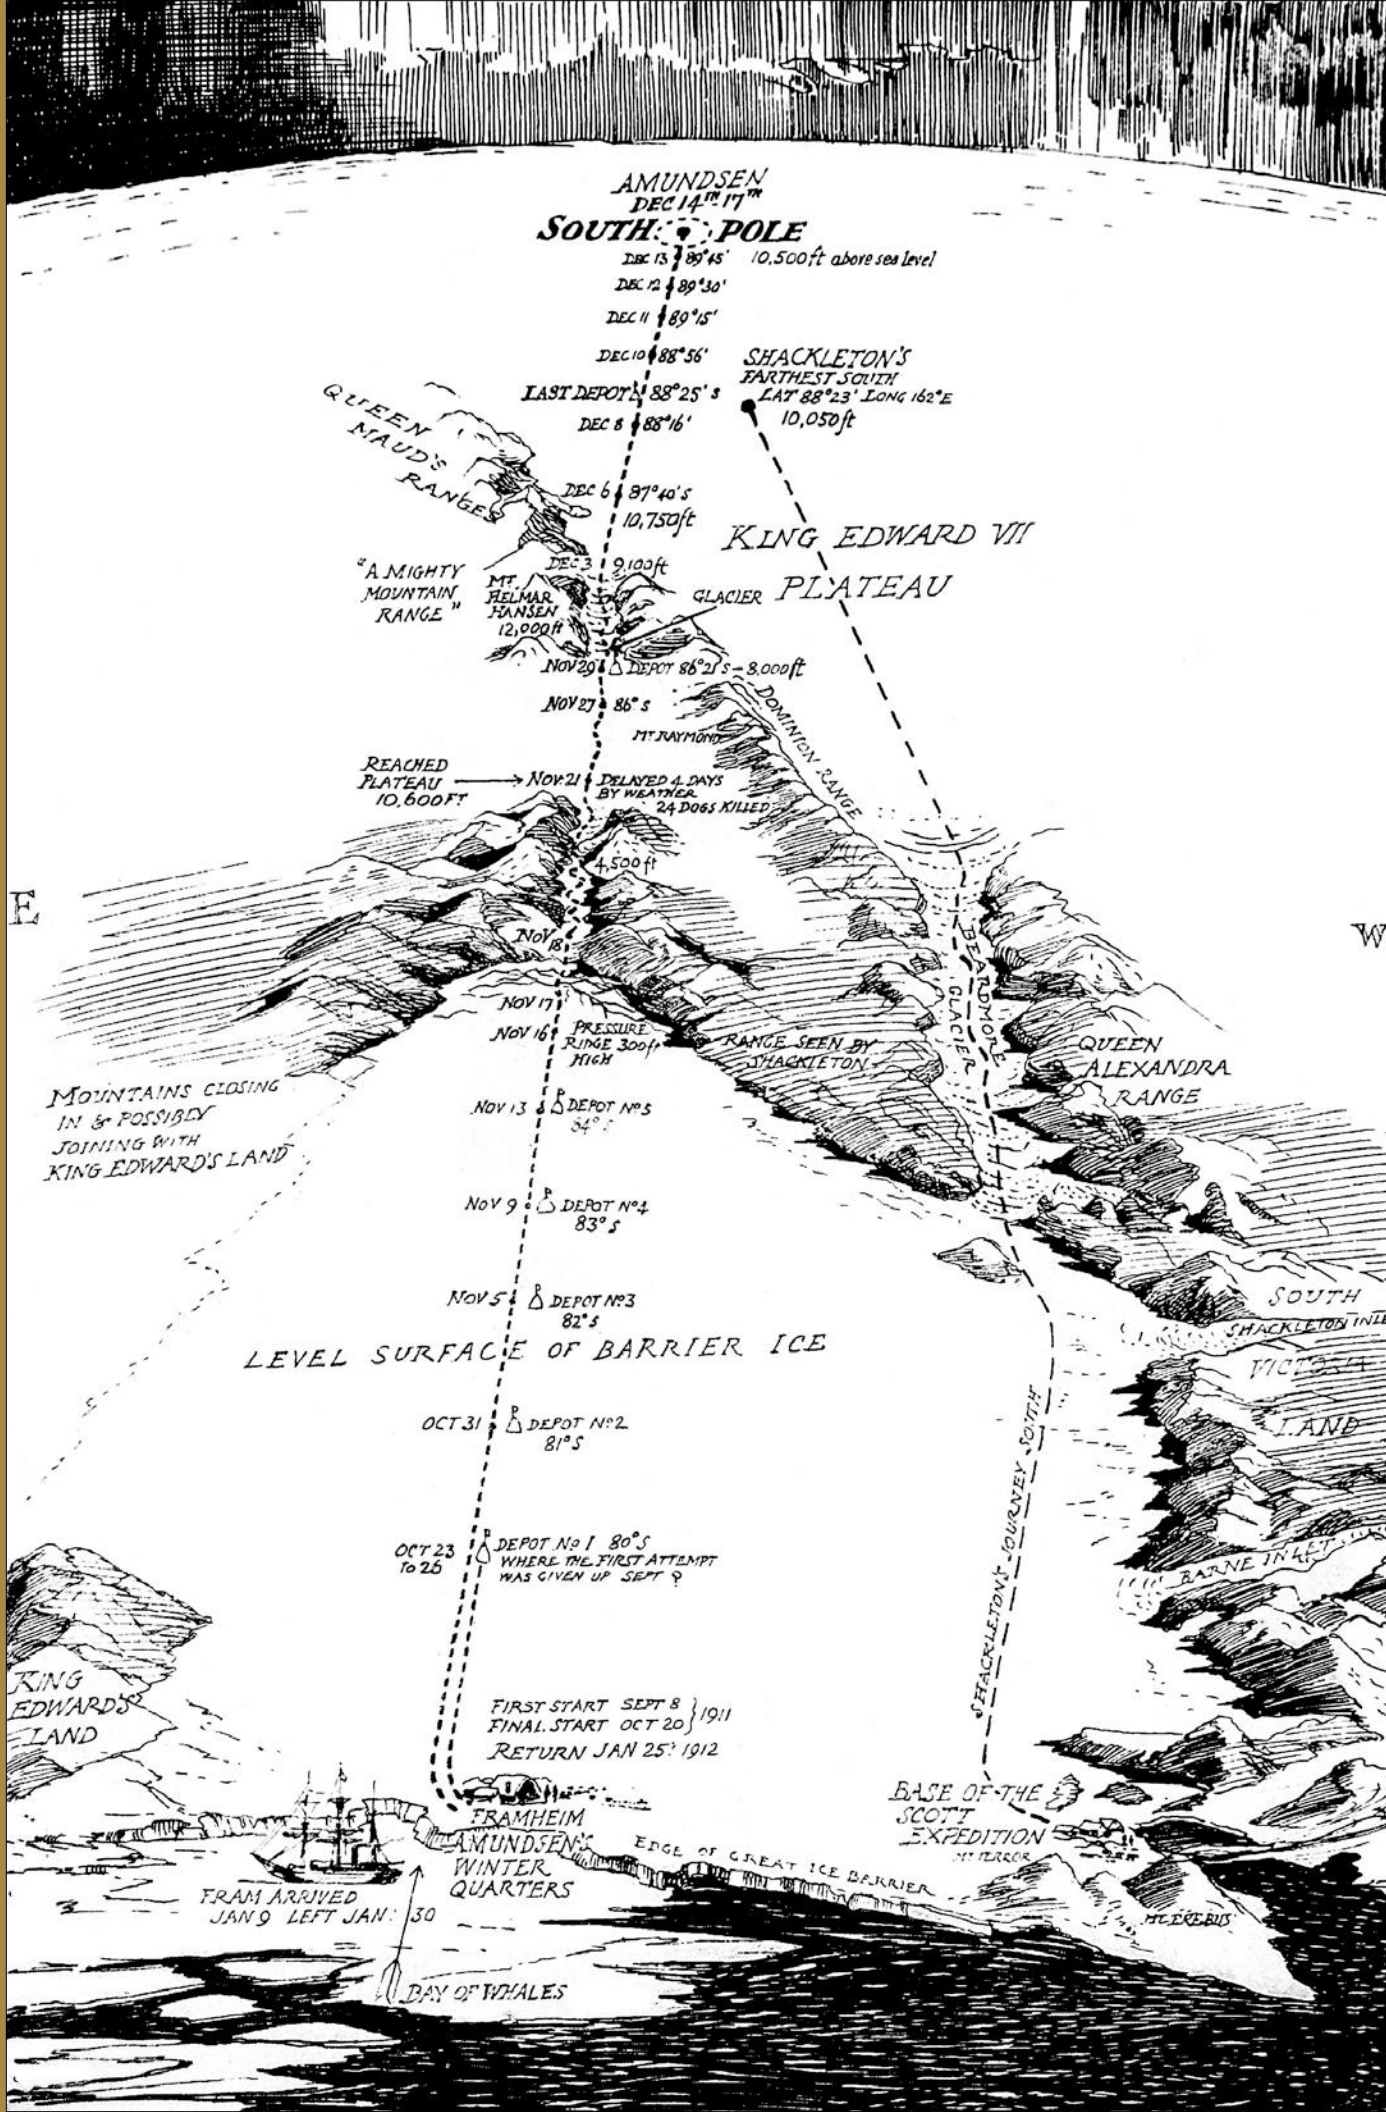 AMUNDSEN
DEC 14TH 17TH
SOUTH POLE
DEC 13 89°45' 10,500ft above sea level
DEC 12 89°30'
DEC 11 89°15'
DEC 10 88°56'
SHACKLETON'S
FARTHEST SOUTH
LAT 88°23' LONG 162°E
10,050ft
LAST DEPOT 88°25' S
DEC 8 88°16'
QUEEN
MAUD'S
RANGES
DEC 6 87°40'S
10,750ft
KING EDWARD VII
PLATEAU
DEC 3 9,100ft
"A MIGHTY
MOUNTAIN
RANGE"
MT.
HELMAR
HANSEN
12,000ft
GLACIER
NOV 29 DEPOT 86°21'S - 8,000ft
NOV 27 86° S
DOMINION RANGE
MT RAYMOND
REACHED
PLATEAU
10,600FT
NOV. 21 DELAYED 4 DAYS
BY WEATHER
24 DOGS KILLED
4,500ft
E
W
NOV 18
BEARDMORE
GLACIER
NOV 17
NOV 16 PRESSURE
RIDGE 300ft
HIGH
RANGE SEEN BY
SHACKLETON
QUEEN
ALEXANDRA
RANGE
MOUNTAINS CLOSING
IN & POSSIBLY
JOINING WITH
KING EDWARD'S LAND
NOV 13 DEPOT Nº5
84° S
NOV 9 DEPOT Nº4
83° S
NOV 5 DEPOT Nº3
82° S
SOUTH
SHACKLETON INLE
VICTORIA
LAND
LEVEL SURFACE OF BARRIER ICE
OCT 31 DEPOT Nº2
81° S
SHACKLETON'S JOURNEY SOUTH
OCT 23
TO 26
DEPOT Nº 1 80° S
WHERE THE FIRST ATTEMPT
WAS GIVEN UP SEPT ?
BARNE INLET
KING
EDWARD'S
LAND
FIRST START SEPT 8
FINAL START OCT 20 } 1911
RETURN JAN 25: 1912
BASE OF THE
SCOTT
EXPEDITION
MT TERROR
FRAMHEIM
AMUNDSEN'S
WINTER
QUARTERS
EDGE OF GREAT ICE BARRIER
FRAM ARRIVED
JAN 9 LEFT JAN: 30
MT. EREBUS
BAY OF WHALES